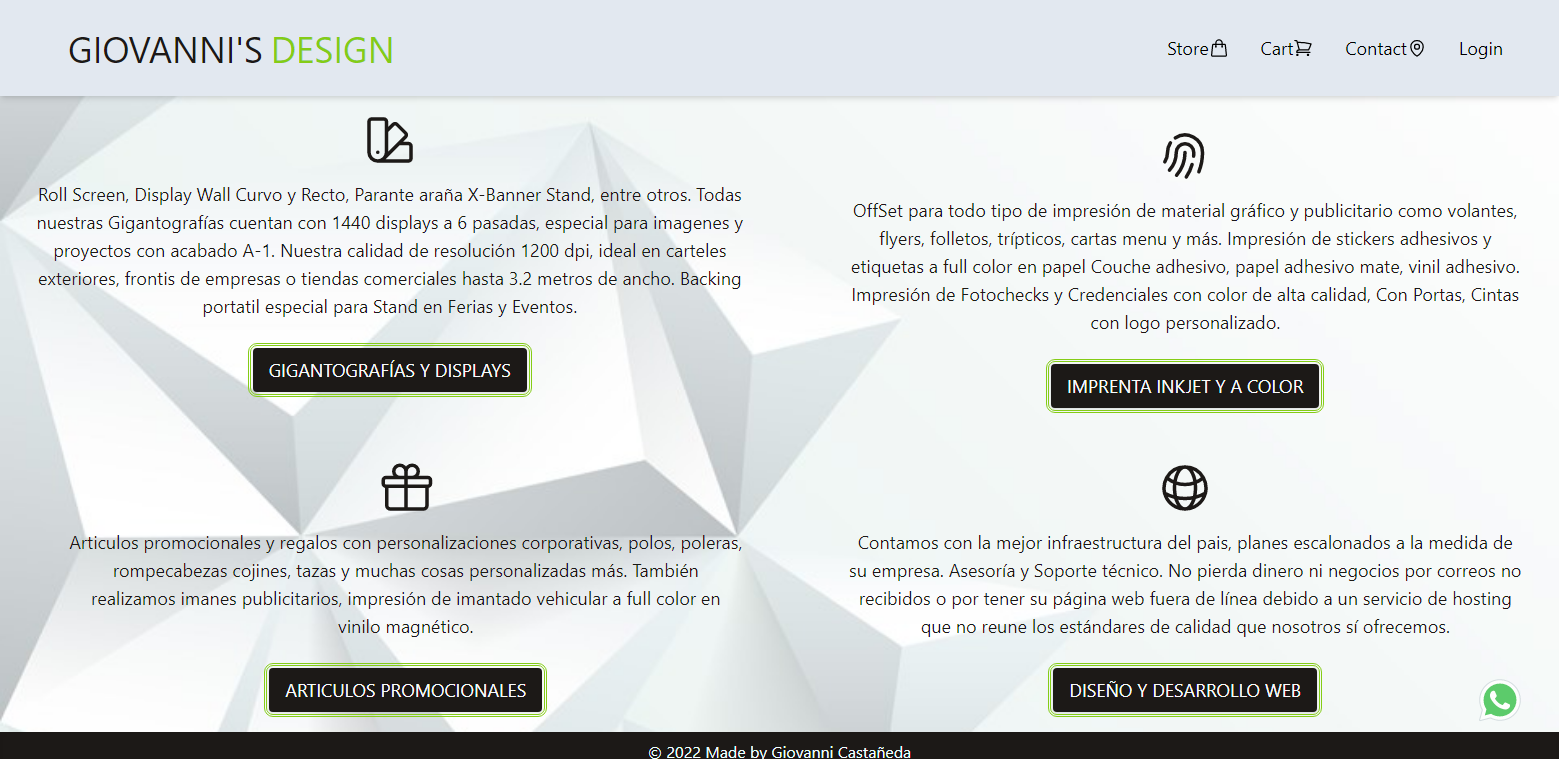 GIOVANNI'S DESIGN
Store
Cart
Contact
Login
Roll Screen, Display Wall Curvo y Recto, Parante araña X-Banner Stand, entre otros. Todas
nuestras Gigantografías cuentan con 1440 displays a 6 pasadas, especial para imagenes y
proyectos con acabado A-1. Nuestra calidad de resolución 1200 dpi, ideal en carteles
exteriores, frontis de empresas o tiendas comerciales hasta 3.2 metros de ancho. Backing
portatil especial para Stand en Ferias y Eventos.
GIGANTOGRAFÍAS Y DISPLAYS
OffSet para todo tipo de impresión de material gráfico y publicitario como volantes,
flyers, folletos, trípticos, cartas menu y más. Impresión de stickers adhesivos y
etiquetas a full color en papel Couche adhesivo, papel adhesivo mate, vinil adhesivo.
Impresión de Fotochecks y Credenciales con color de alta calidad, Con Portas, Cintas
con logo personalizado.
IMPRENTA INKJET Y A COLOR
Articulos promocionales y regalos con personalizaciones corporativas, polos, poleras,
rompecabezas cojines, tazas y muchas cosas personalizadas más. También
realizamos imanes publicitarios, impresión de imantado vehicular a full color en
vinilo magnético.
ARTICULOS PROMOCIONALES
Contamos con la mejor infraestructura del pais, planes escalonados a la medida de
su empresa. Asesoría y Soporte técnico. No pierda dinero ni negocios por correos no
recibidos o por tener su página web fuera de línea debido a un servicio de hosting
que no reune los estándares de calidad que nosotros sí ofrecemos.
DISEÑO Y DESARROLLO WEB
© 2022 Made by Giovanni Castañeda